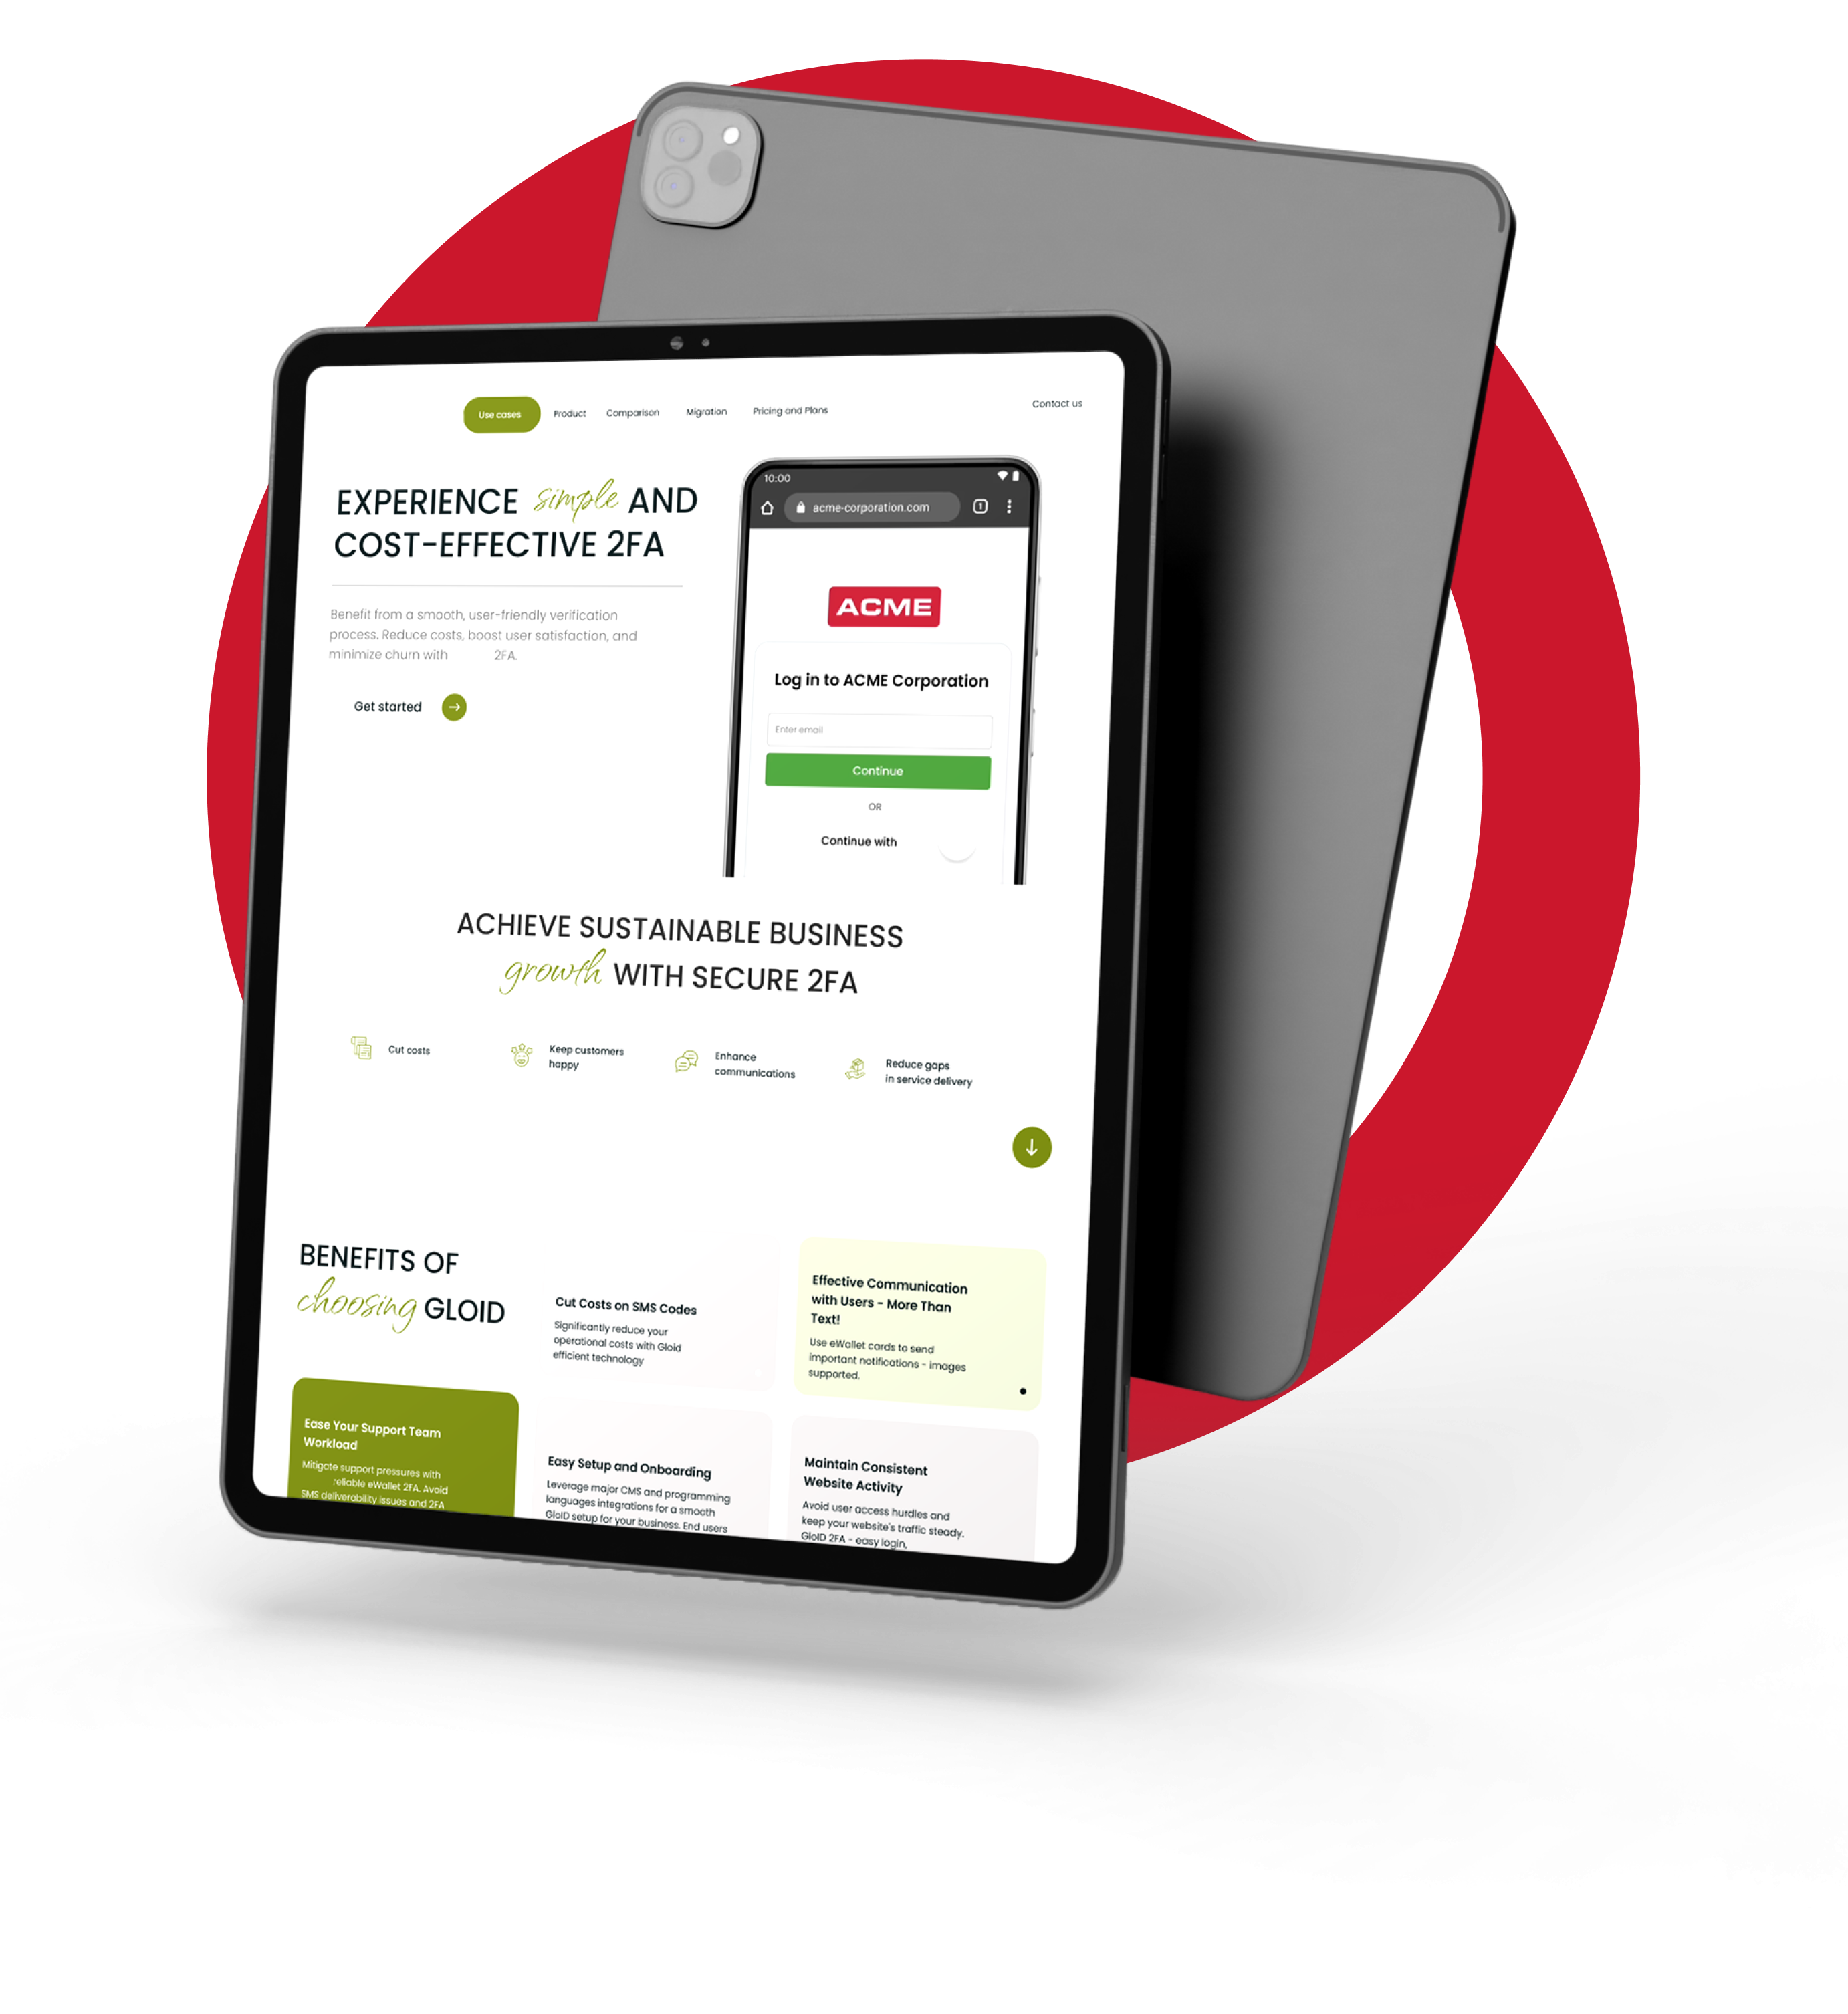 Use cases
Product
Comparison
Migration
Pricing and Plans
Contact us
EXPERIENCE simple AND
COST-EFFECTIVE 2FA
Benefit from a smooth, user-friendly verification
process. Reduce costs, boost user satisfaction, and
minimize churn with 2FA.
Get started
10:00
acme-corporation.com
1
ACME
Log in to ACME Corporation
Enter email
Continue
OR
Continue with
ACHIEVE SUSTAINABLE BUSINESS
growth WITH SECURE 2FA
Cut costs
Keep customers
happy
Enhance
communications
Reduce gaps
in service delivery
BENEFITS OF
choosing GLOID
Cut Costs on SMS Codes
Significantly reduce your
operational costs with Gloid
efficient technology
Effective Communication
with Users - More Than
Text!
Use eWallet cards to send
important notifications - images
supported.
Ease Your Support Team
Workload
Mitigate support pressures with
reliable eWallet 2FA. Avoid
SMS deliverability issues and 2FA
Easy Setup and Onboarding
Leverage major CMS and programming
languages integrations for a smooth
GloID setup for your business. End users
Maintain Consistent
Website Activity
Avoid user access hurdles and
keep your website's traffic steady.
GloID 2FA - easy login,